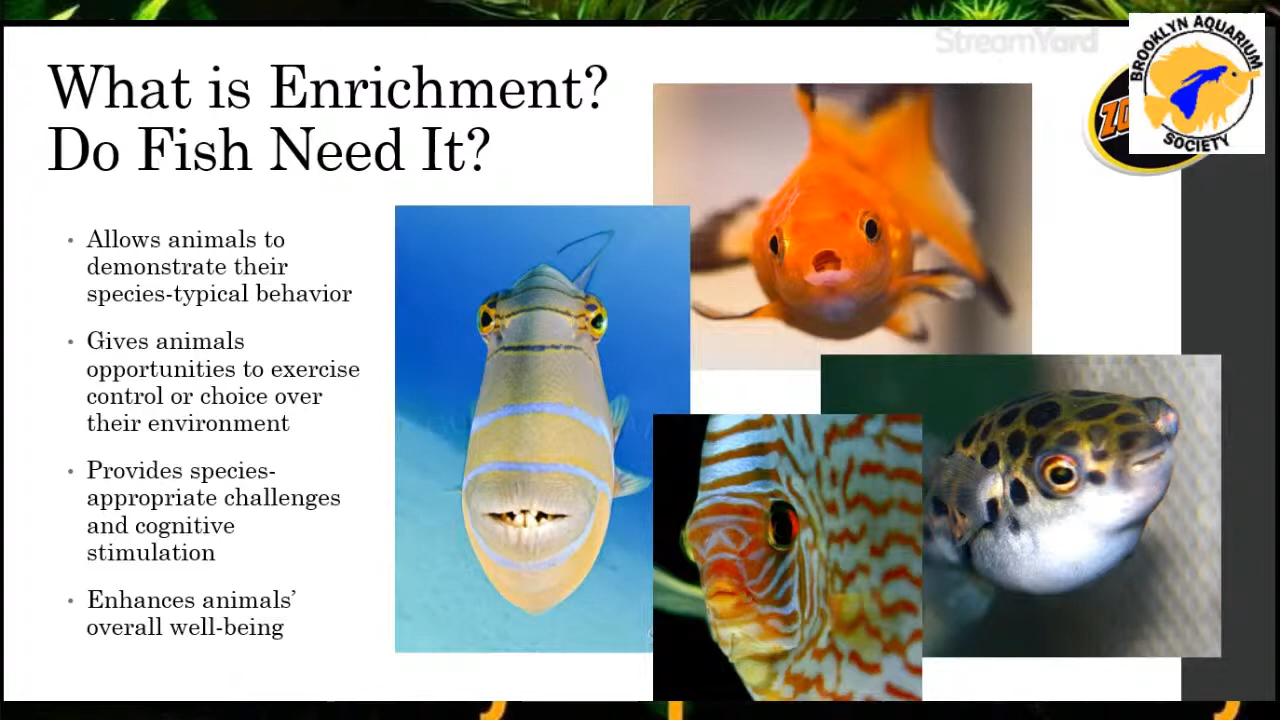 StreamYard
BROOKLYN AQUARIUM
SOCIETY
What is Enrichment?
Do Fish Need It?
• Allows animals to
demonstrate their
species-typical behavior
• Gives animals
opportunities to exercise
control or choice over
their environment
• Provides species-
appropriate challenges
and cognitive
stimulation
• Enhances animals’
overall well-being